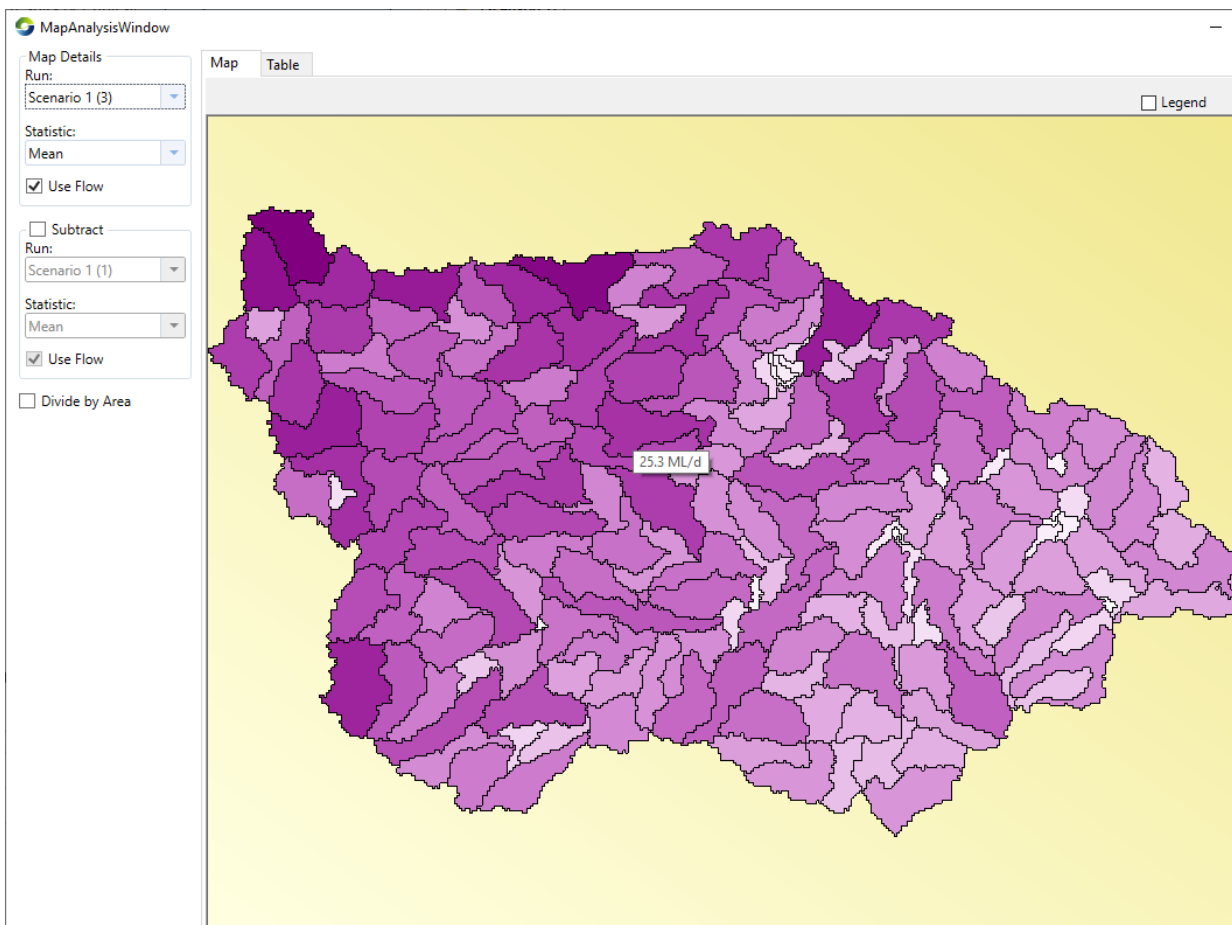 MapAnalysisWindow
Map Details
Run:
Scenario 1 (3)
Statistic:
Mean
Use Flow
Subtract
Run:
Scenario 1 (1)
Statistic:
Mean
Use Flow
Divide by Area
Map Table
Legend
25.3 ML/d